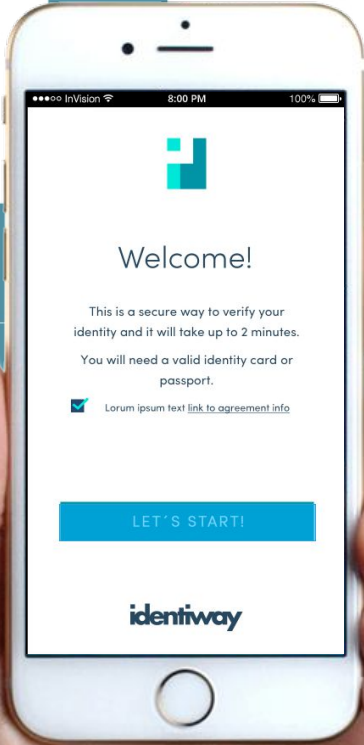 ●●●○○ InVision 8:00 PM 100%
Welcome!
This is a secure way to verify your
identity and it will take up to 2 minutes.
You will need a valid identity card or
passport.
Lorum ipsum text link to agreement info
LET´S START!
identiway